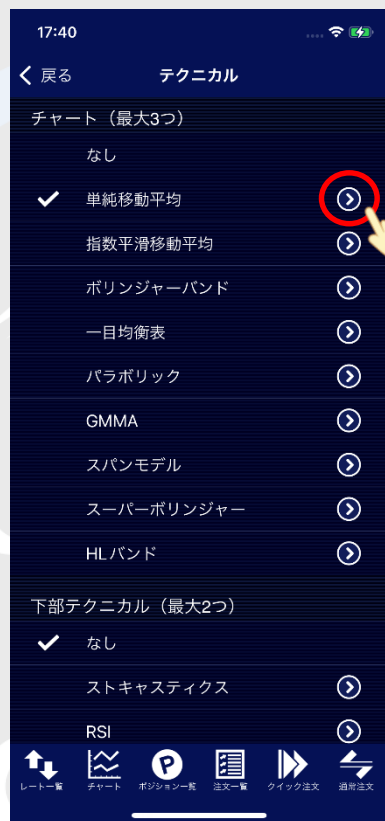 17:40
戻る テクニカル
チャート（最大3つ）
なし
単純移動平均
指数平滑移動平均
ボリンジャーバンド
一目均衡表
パラボリック
GMMA
スパンモデル
スーパーボリンジャー
HLバンド
下部テクニカル（最大2つ）
なし
ストキャスティクス
RSI
P
レート一覧 チャート ポジション一覧 注文一覧 クイック注文 通常注文